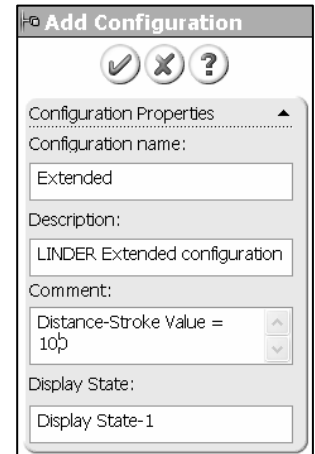 Add Configuration
?
Configuration Properties
Configuration name:
Extended
Description:
LINDER Extended configuration
Comment:
Distance-Stroke Value =
100
Display State:
Display State-1